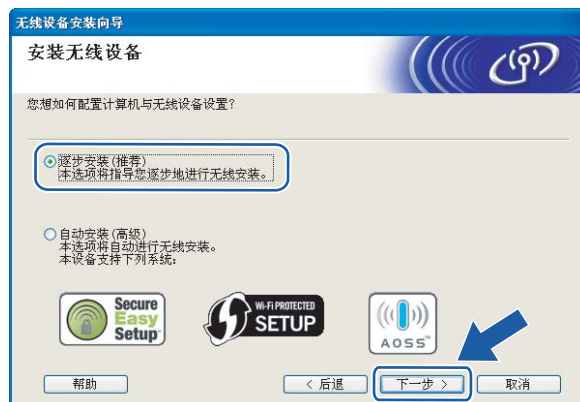 无线设备安装向导
安装无线设备
您想如何配置计算机与无线设备设置?
逐步安装(推荐)
本选项将指导您逐步地进行无线安装。
自动安装(高级)
本选项将自动进行无线安装。
本设备支持下列系统:
Secure
Easy
Setup
Wi-Fi PROTECTED
SETUP
AOSS™
帮助
< 后退
下一步 >
取消